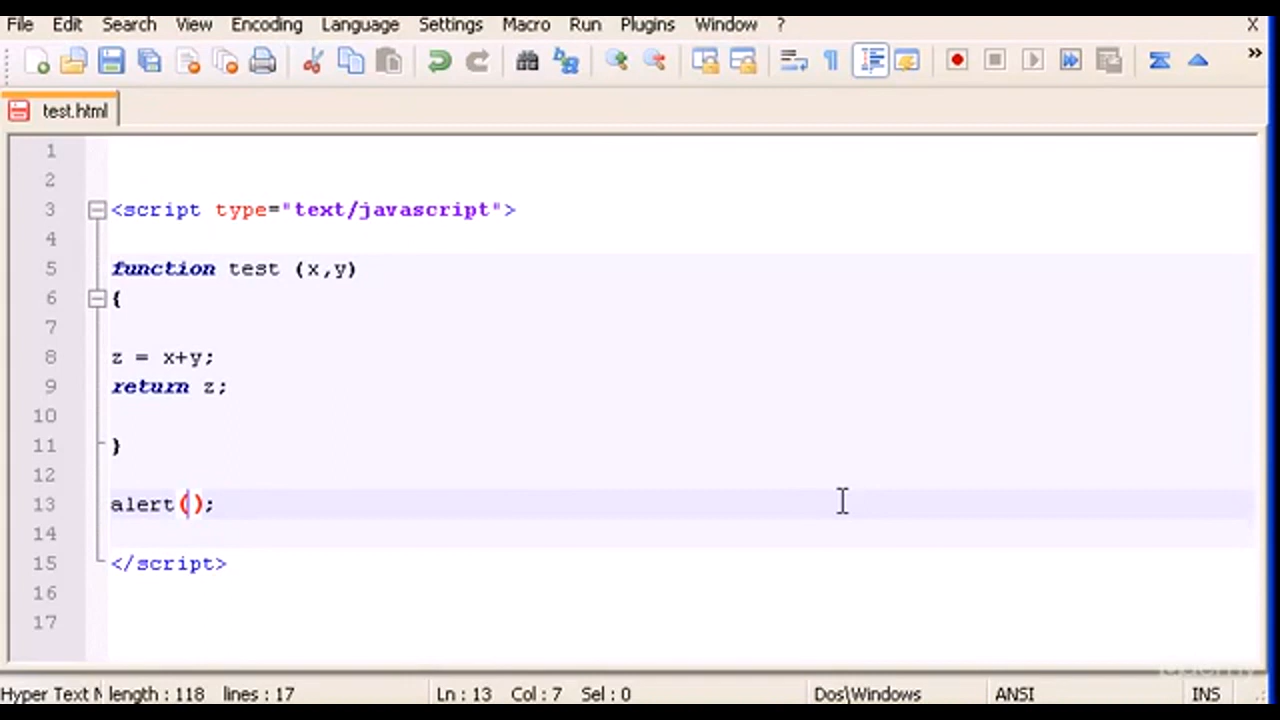 File Edit Search View Encoding Language Settings Macro Run Plugins Window ? X
»
test.html
1
2
3 <script type="text/javascript">
4
5 function test (x,y)
6 {
7
8 z = x+y;
9 return z;
10
11 }
12
13 alert();
14
15 </script>
16
17
Hyper Text M length : 118 lines : 17 Ln : 13 Col : 7 Sel : 0 Dos\Windows ANSI INS